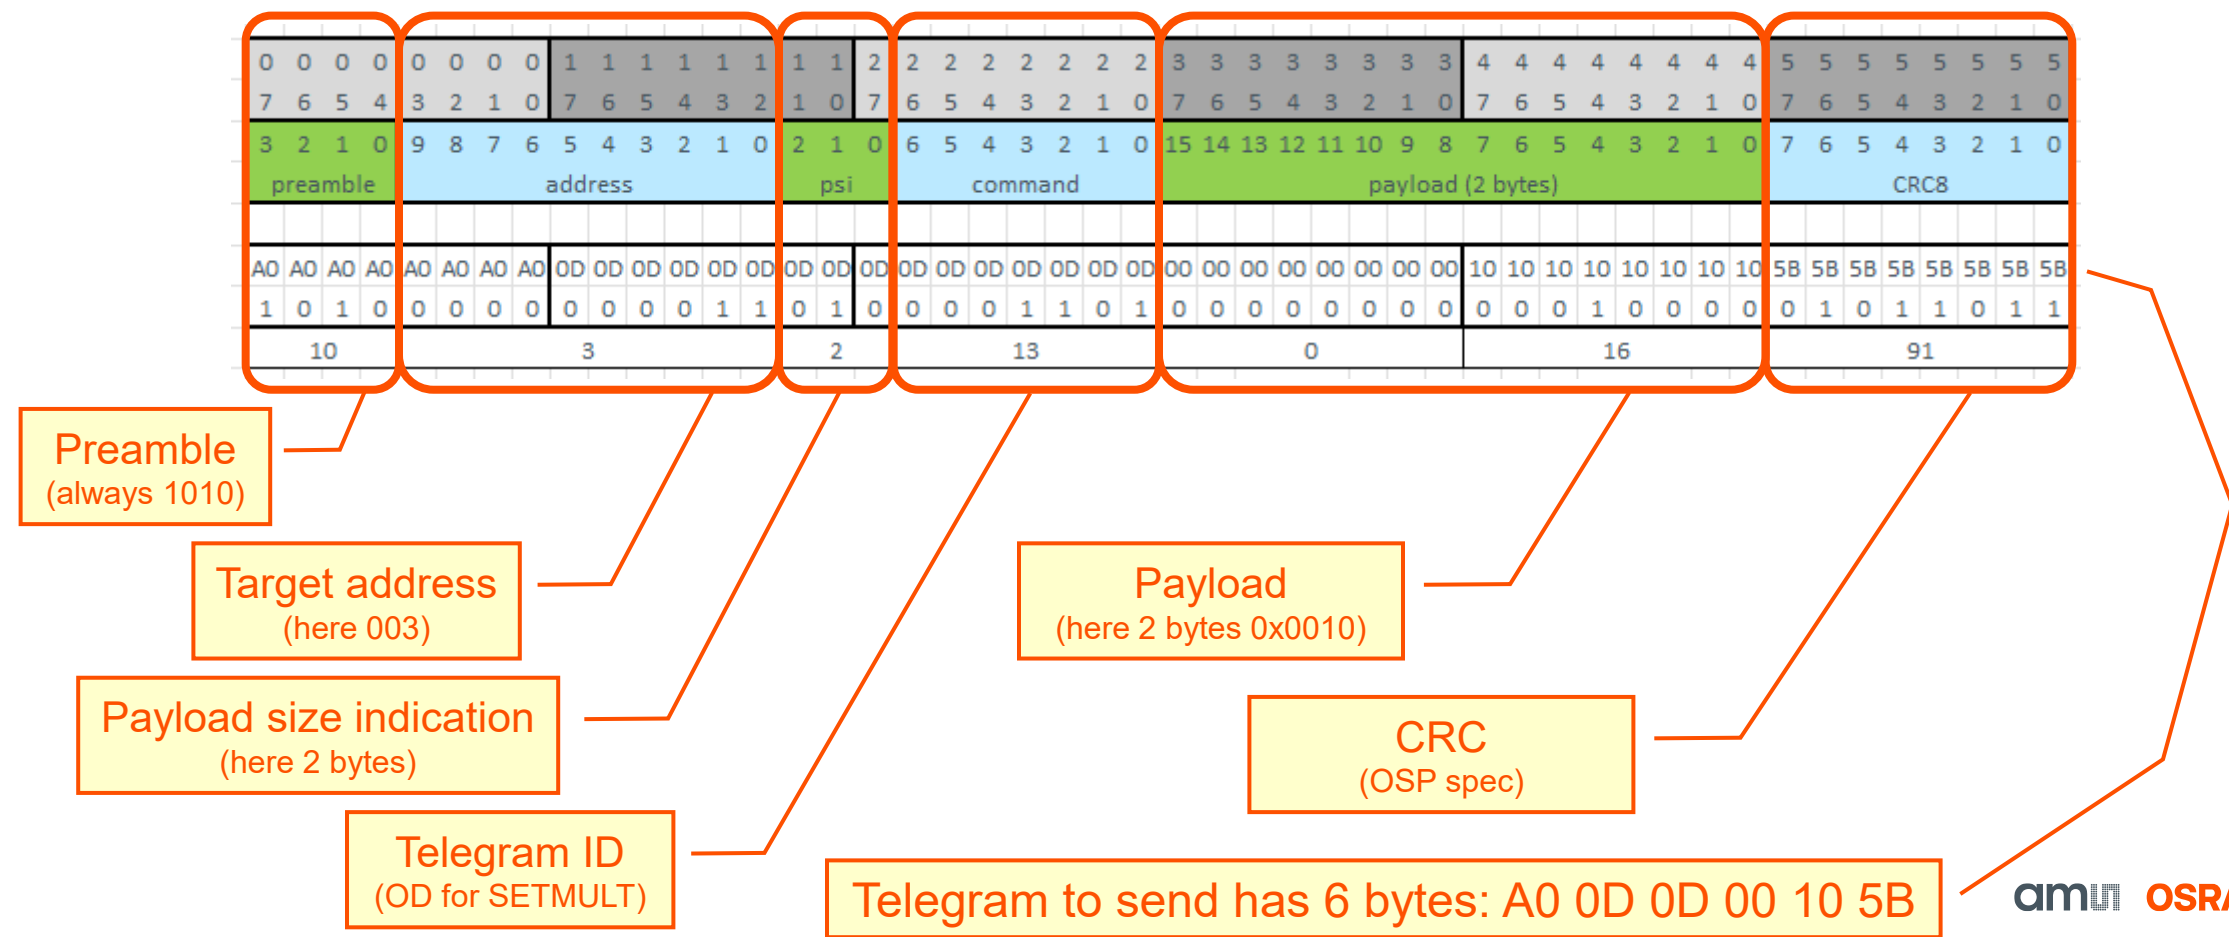 0 0 0 0 0 0 0 0 1 1 1 1 1 1 1 1 2 2 2 2 2 2 2 2 3 3 3 3 3 3 3 3 4 4 4 4 4 4 4 4 5 5 5 5 5 5 5 5
7 6 5 4 3 2 1 0 7 6 5 4 3 2 1 0 7 6 5 4 3 2 1 0 7 6 5 4 3 2 1 0 7 6 5 4 3 2 1 0 7 6 5 4 3 2 1 0
3 2 1 0 9 8 7 6 5 4 3 2 1 0 2 1 0 6 5 4 3 2 1 0 15 14 13 12 11 10 9 8 7 6 5 4 3 2 1 0 7 6 5 4 3 2 1 0
preamble address psi command payload (2 bytes) CRC8
A0 A0 A0 A0 A0 A0 A0 A0 0D 0D 0D 0D 0D 0D 0D 0D 0D 0D 0D 0D 0D 0D 0D 0D 00 00 00 00 00 00 00 00 10 10 10 10 10 10 10 10 5B 5B 5B 5B 5B 5B 5B 5B
1 0 1 0 0 0 0 0 0 0 0 0 1 1 0 1 0 0 0 0 1 1 0 1 0 0 0 0 0 0 0 0 0 0 0 1 0 0 0 0 0 1 0 1 1 0 1 1
10 3 2 13 0 16 91
Preamble
(always 1010)
Target address
(here 003)
Payload
(here 2 bytes 0x0010)
Payload size indication
(here 2 bytes)
CRC
(OSP spec)
Telegram ID
(OD for SETMULT)
Telegram to send has 6 bytes: A0 0D 0D 00 10 5B
am OSRA